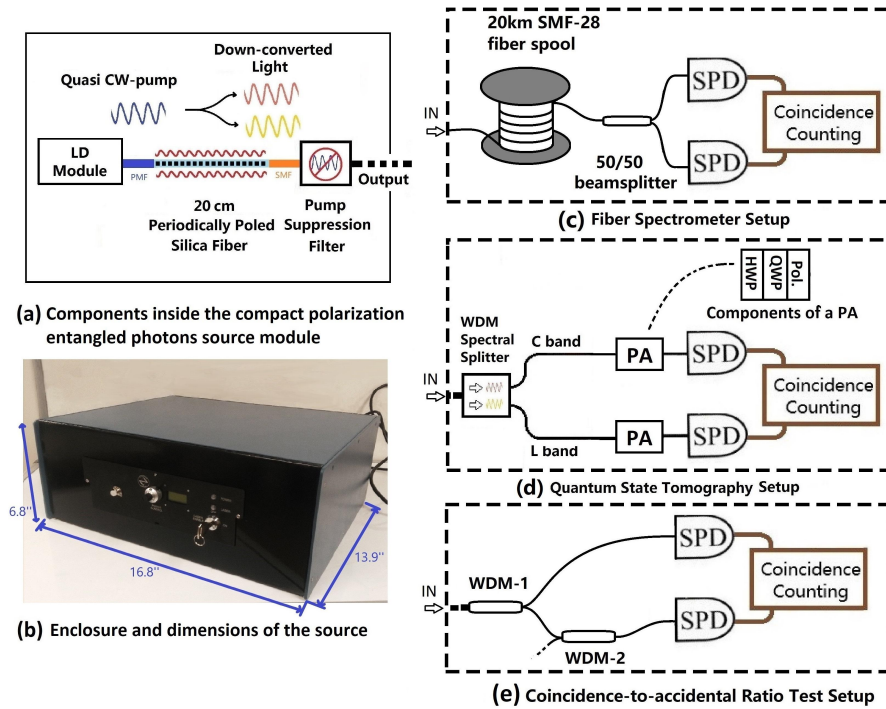 Down-converted
Light
Quasi CW-pump
LD
Module
PMF
SMF
Output
20 cm
Periodically Poled
Silica Fiber
Pump
Suppression
Filter
(a) Components inside the compact polarization
entangled photons source module
6.8''
16.8''
13.9''
(b) Enclosure and dimensions of the source
20km SMF-28
fiber spool
IN
50/50
beamsplitter
SPD
SPD
Coincidence
Counting
(c) Fiber Spectrometer Setup
HWP
QWP
Pol.
Components of a PA
WDM
Spectral
Splitter
C band
IN
PA
SPD
Coincidence
Counting
L band
PA
SPD
(d) Quantum State Tomography Setup
IN
WDM-1
WDM-2
SPD
SPD
Coincidence
Counting
(e) Coincidence-to-accidental Ratio Test Setup